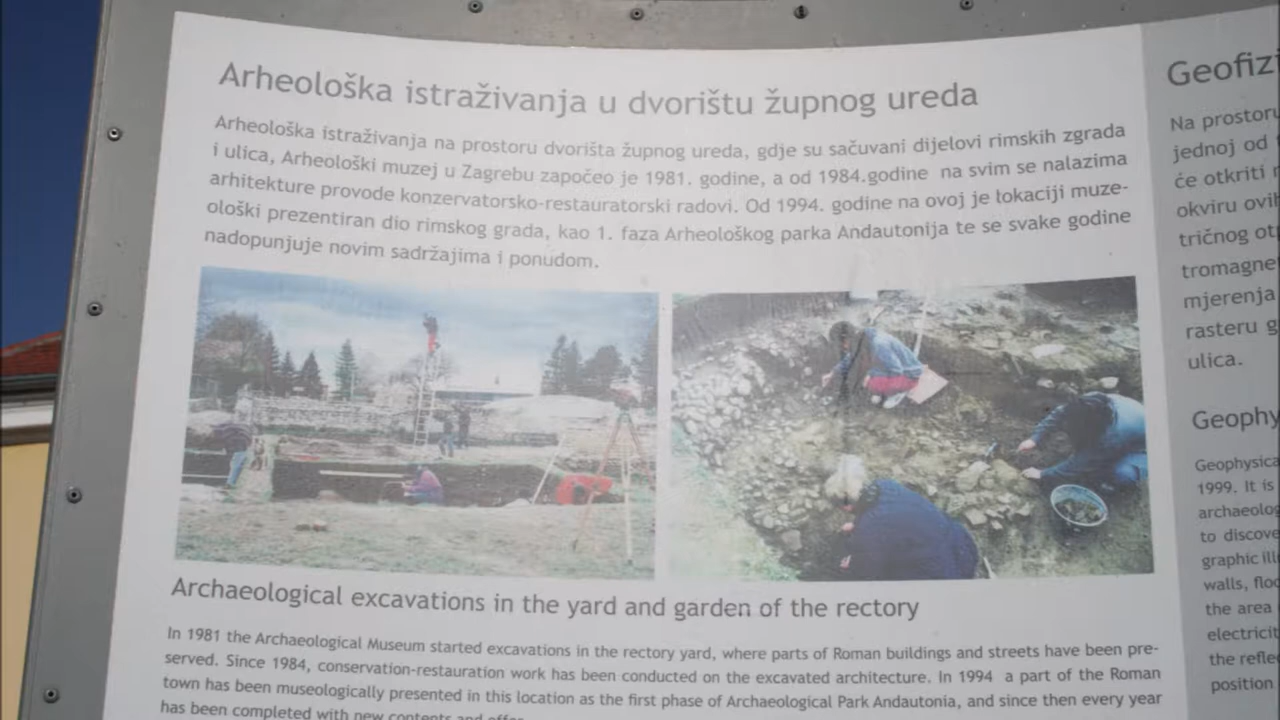 Arheološka istraživanja u dvorištu župnog ureda
Arheološka istraživanja na prostoru dvorišta župnog ureda, gdje su sačuvani dijelovi rimskih zgrada
i ulica, Arheološki muzej u Zagrebu započeo je 1981. godine, a od 1984.godine na svim se nalazima
arhitekture provode konzervatorsko-restauratorski radovi. Od 1994. godine na ovoj je lokaciji muze-
ološki prezentiran dio rimskog grada, kao 1. faza Arheološkog parka Andautonija te se svake godine
nadopunjuje novim sadržajima i ponudom.
Archaeological excavations in the yard and garden of the rectory
In 1981 the Archaeological Museum started excavations in the rectory yard, where parts of Roman buildings and streets have been pre-
served. Since 1984, conservation-restauration work has been conducted on the excavated architecture. In 1994 a part of the Roman
town has been museologically presented in this location as the first phase of Archaeological Park Andautonia, and since then every year
has been completed with new contents and
Geofizi
Na prostoru
jednoj od
će otkriti
okviru ovih
tričnog
tromagne
mjerenja
rasteru g
ulica.
Geophy
Geophysica
1999. It is
archaeolog
to discove
graphic ill
walls, floo
the area
electricit
the refle
position